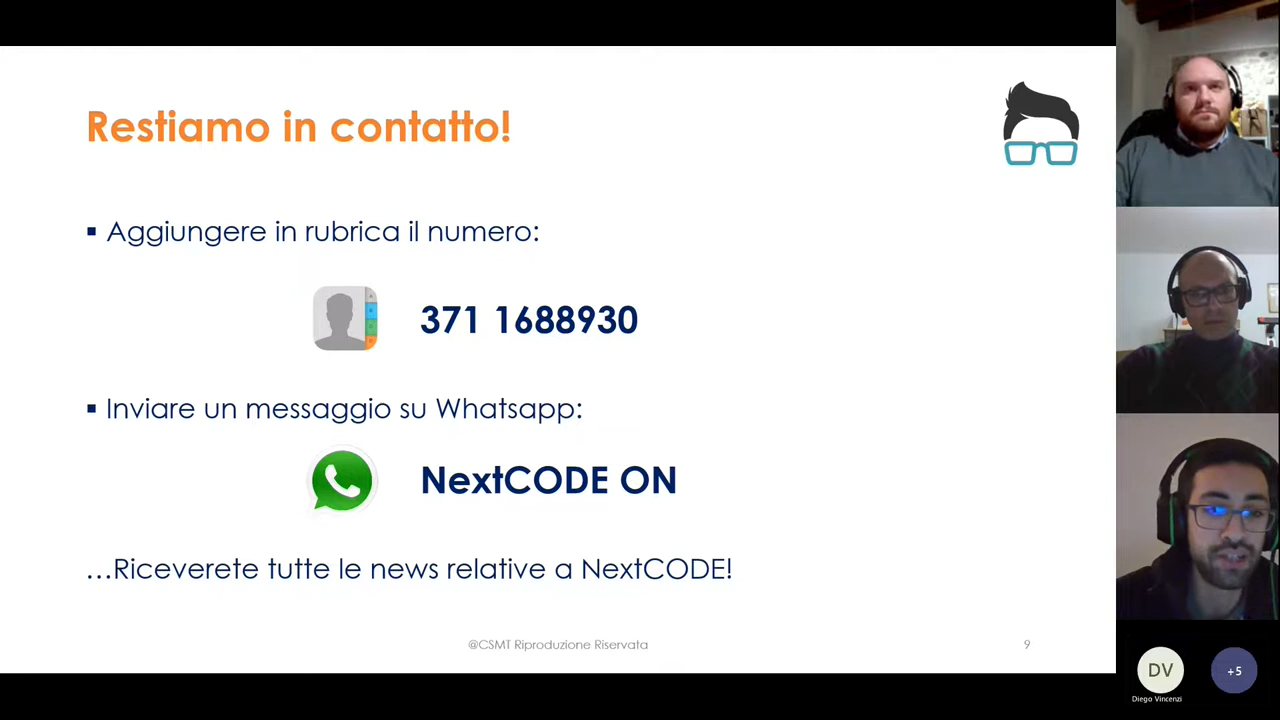 Restiamo in contatto!
▪ Aggiungere in rubrica il numero:
371 1688930
▪ Inviare un messaggio su Whatsapp:
NextCODE ON
…Riceverete tutte le news relative a NextCODE!
@CSMT Riproduzione Riservata
9
DV
+5
Diego Vincenzi